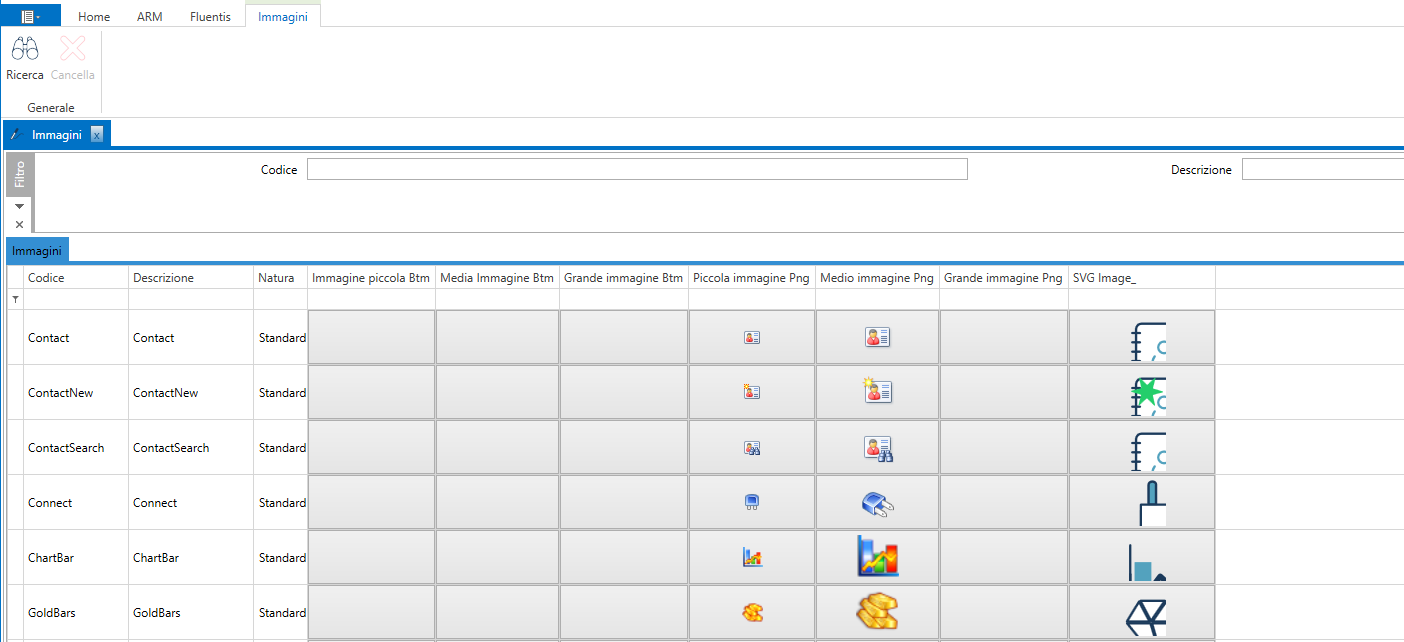 Home ARM Fluentis Immagini
Ricerca Cancella
Generale
Immagini x
Filtro
Codice Descrizione
Immagini
Codice Descrizione Natura Immagine piccola Btm Media Immagine Btm Grande immagine Btm Piccola immagine Png Medio immagine Png Grande immagine Png SVG Image_
Contact Contact Standard
ContactNew ContactNew Standard
ContactSearch ContactSearch Standard
Connect Connect Standard
ChartBar ChartBar Standard
GoldBars GoldBars Standard